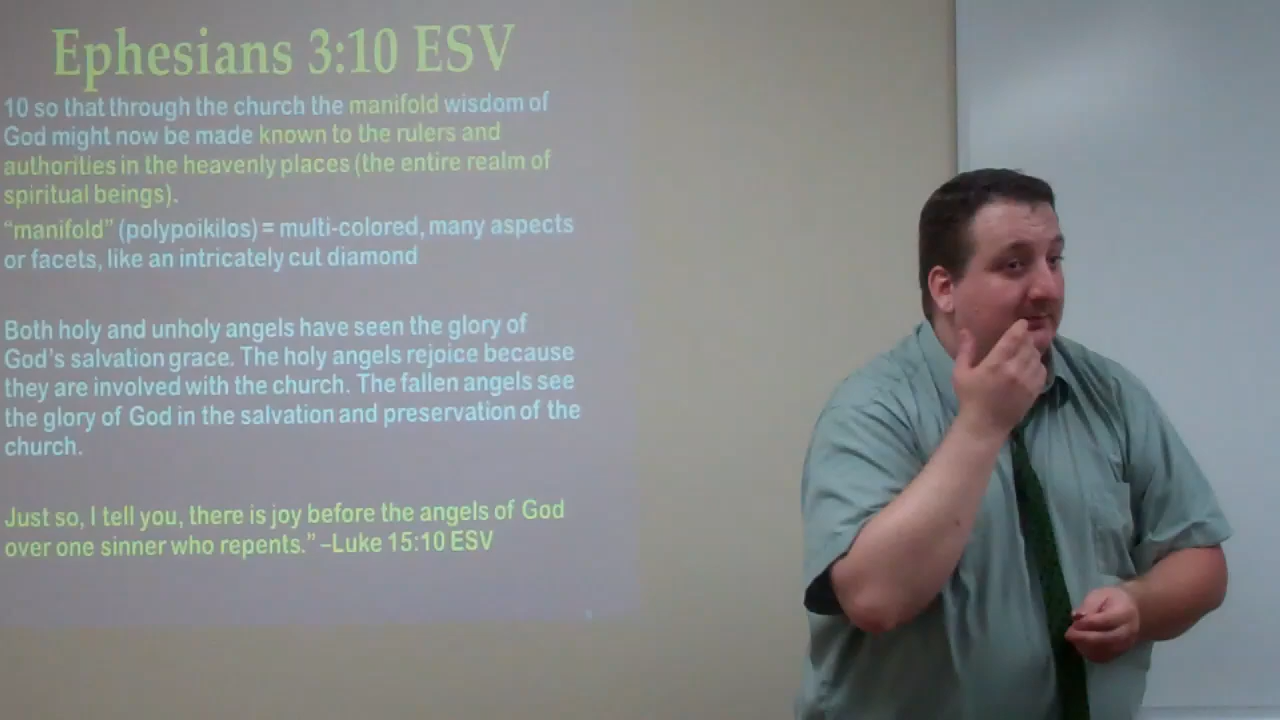 Ephesians 3:10 ESV
10 so that through the church the manifold wisdom of
God might now be made known to the rulers and
authorities in the heavenly places (the entire realm of
spiritual beings).
“manifold” (polypoikilos) = multi-colored, many aspects
or facets, like an intricately cut diamond
Both holy and unholy angels have seen the glory of
God’s salvation grace. The holy angels rejoice because
they are involved with the church. The fallen angels see
the glory of God in the salvation and preservation of the
church.
Just so, I tell you, there is joy before the angels of God
over one sinner who repents.” –Luke 15:10 ESV